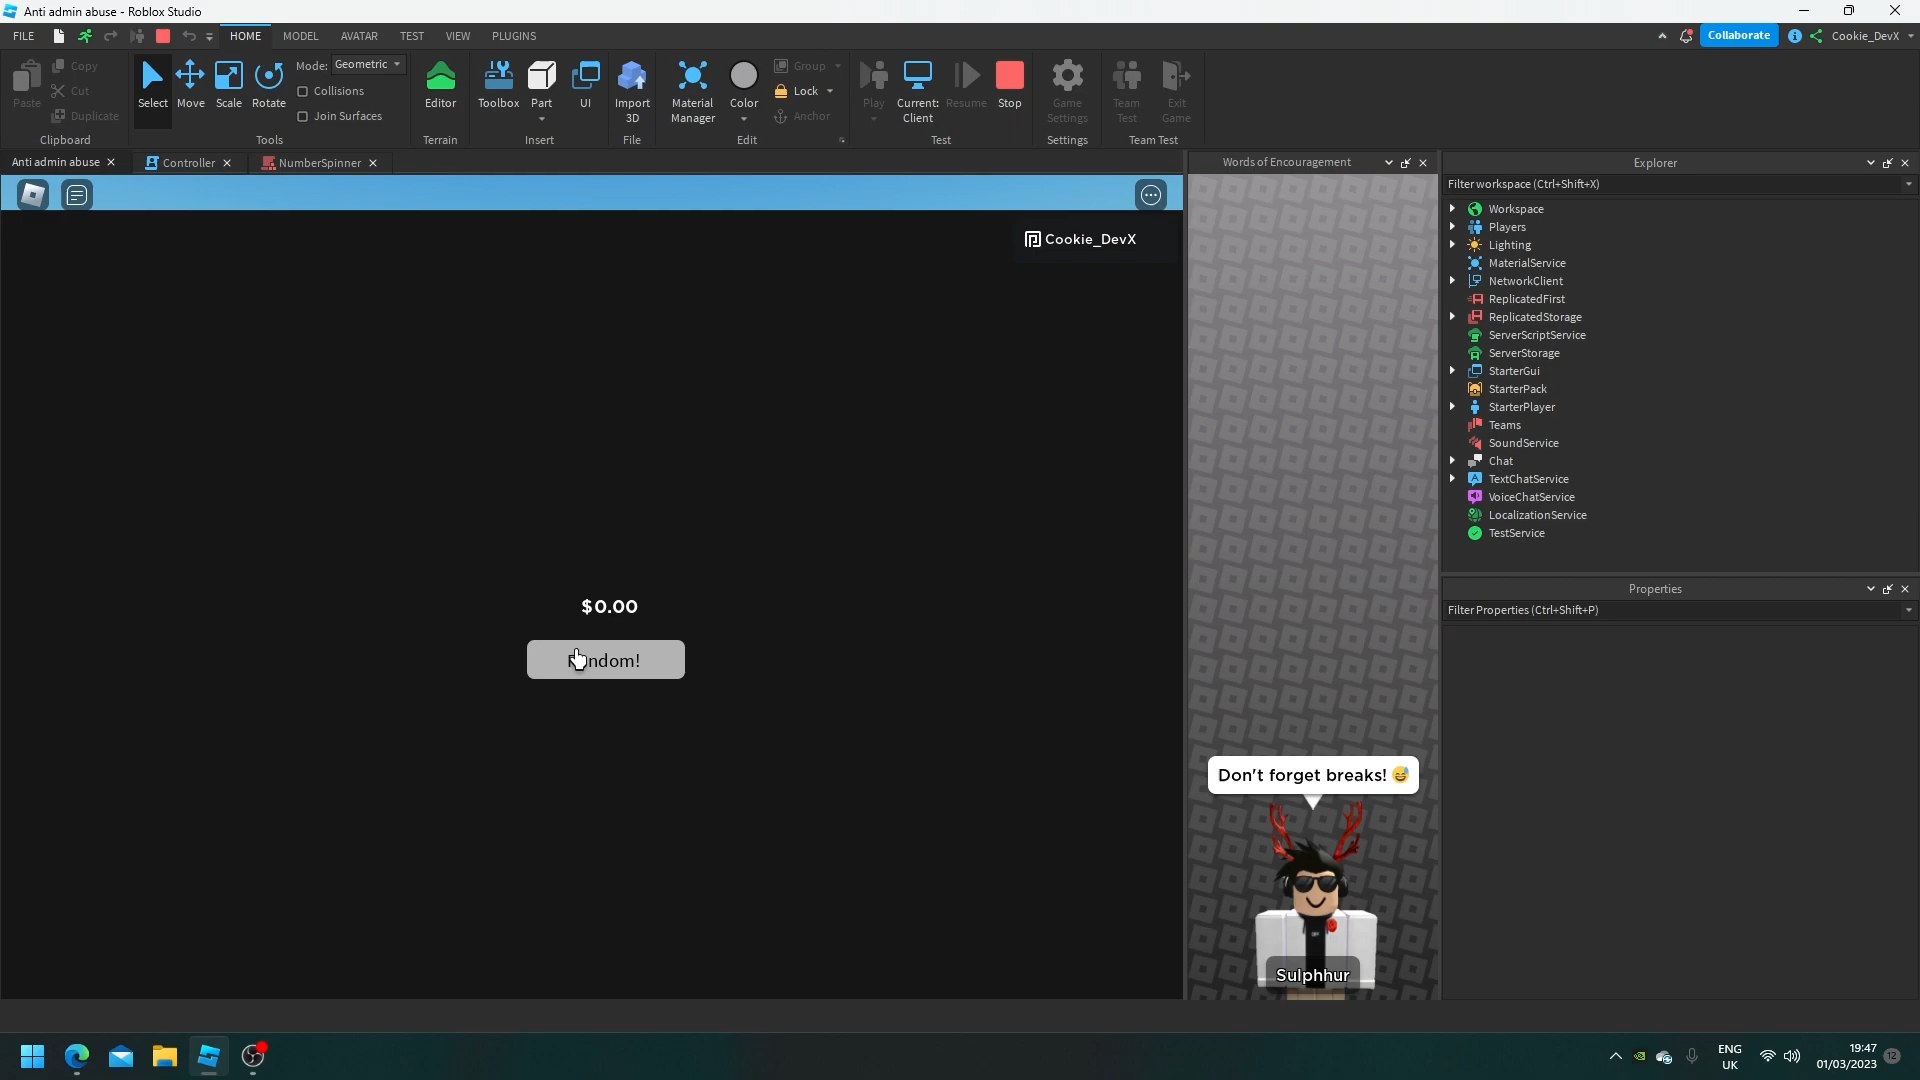 Anti admin abuse - Roblox Studio
FILE HOME MODEL AVATAR TEST VIEW PLUGINS Collaborate Cookie_DevX
Paste Copy Cut Duplicate Clipboard
Select Move Scale Rotate Mode: Geometric Collisions Join Surfaces Tools
Editor Terrain
Toolbox Part UI Insert
Import 3D File
Material Manager Color Group Lock Anchor Edit
Play Current: Client Resume Stop Test
Game Settings Settings
Team Test Exit Game Team Test
Anti admin abuse Controller NumberSpinner
Cookie_DevX
$0.00
ndom!
Words of Encouragement
Don't forget breaks! 😅
Sulphhur
Explorer
Filter workspace (Ctrl+Shift+X)
Workspace
Players
Lighting
MaterialService
NetworkClient
ReplicatedFirst
ReplicatedStorage
ServerScriptService
ServerStorage
StarterGui
StarterPack
StarterPlayer
Teams
SoundService
Chat
TextChatService
VoiceChatService
LocalizationService
TestService
Properties
Filter Properties (Ctrl+Shift+P)
ENG
UK
19:47
01/03/2023
12